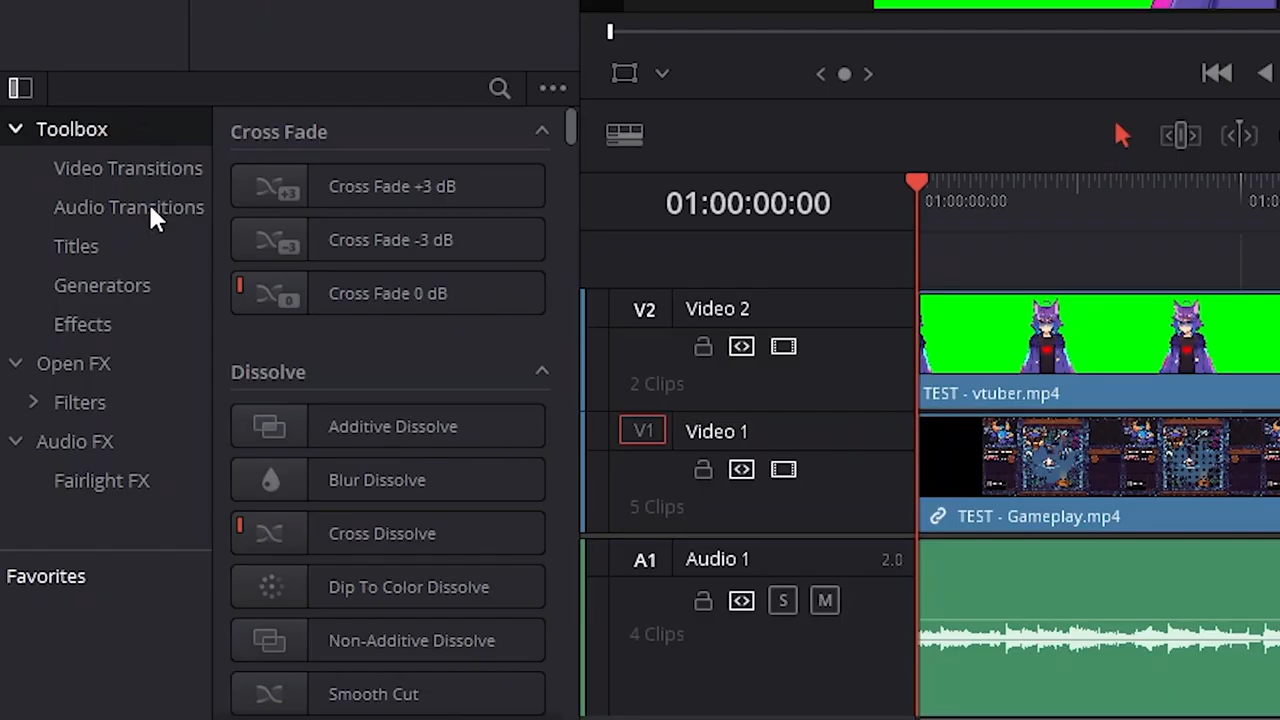 Toolbox
Video Transitions
Audio Transitions
Titles
Generators
Effects
Open FX
Filters
Audio FX
Fairlight FX
Favorites
Cross Fade
+3 Cross Fade +3 dB
-3 Cross Fade -3 dB
0 Cross Fade 0 dB
Dissolve
Additive Dissolve
Blur Dissolve
Cross Dissolve
Dip To Color Dissolve
Non-Additive Dissolve
Smooth Cut
01:00:00:00
01:00:00:00
V2 Video 2
2 Clips
TEST - vtuber.mp4
V1 Video 1
5 Clips
TEST - Gameplay.mp4
A1 Audio 1 2.0
S M
4 Clips